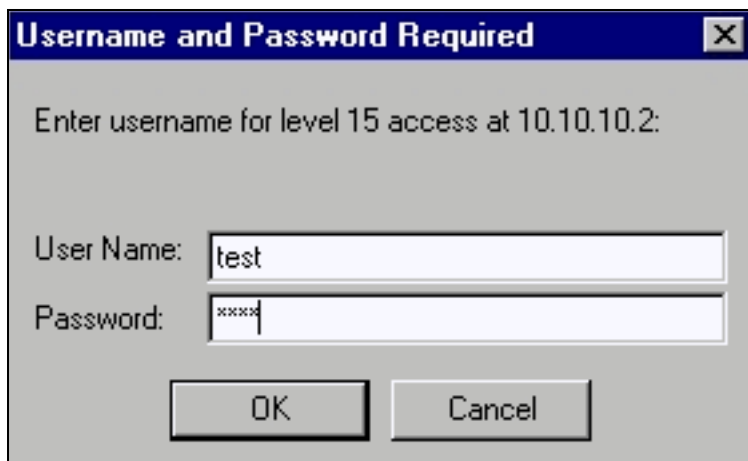 Username and Password Required
Enter username for level 15 access at 10.10.10.2:
User Name: test
Password: ××××
OK Cancel